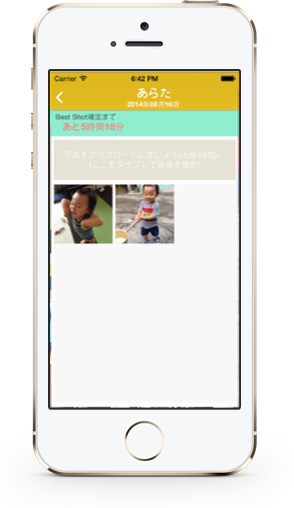 Carrier 6:42 PM
あらた
2014年08月16日
Best Shot確定まで
あと5時間18分
写真をアップロードしましょう(上限15枚)。
[ここをタップして画像を選択]